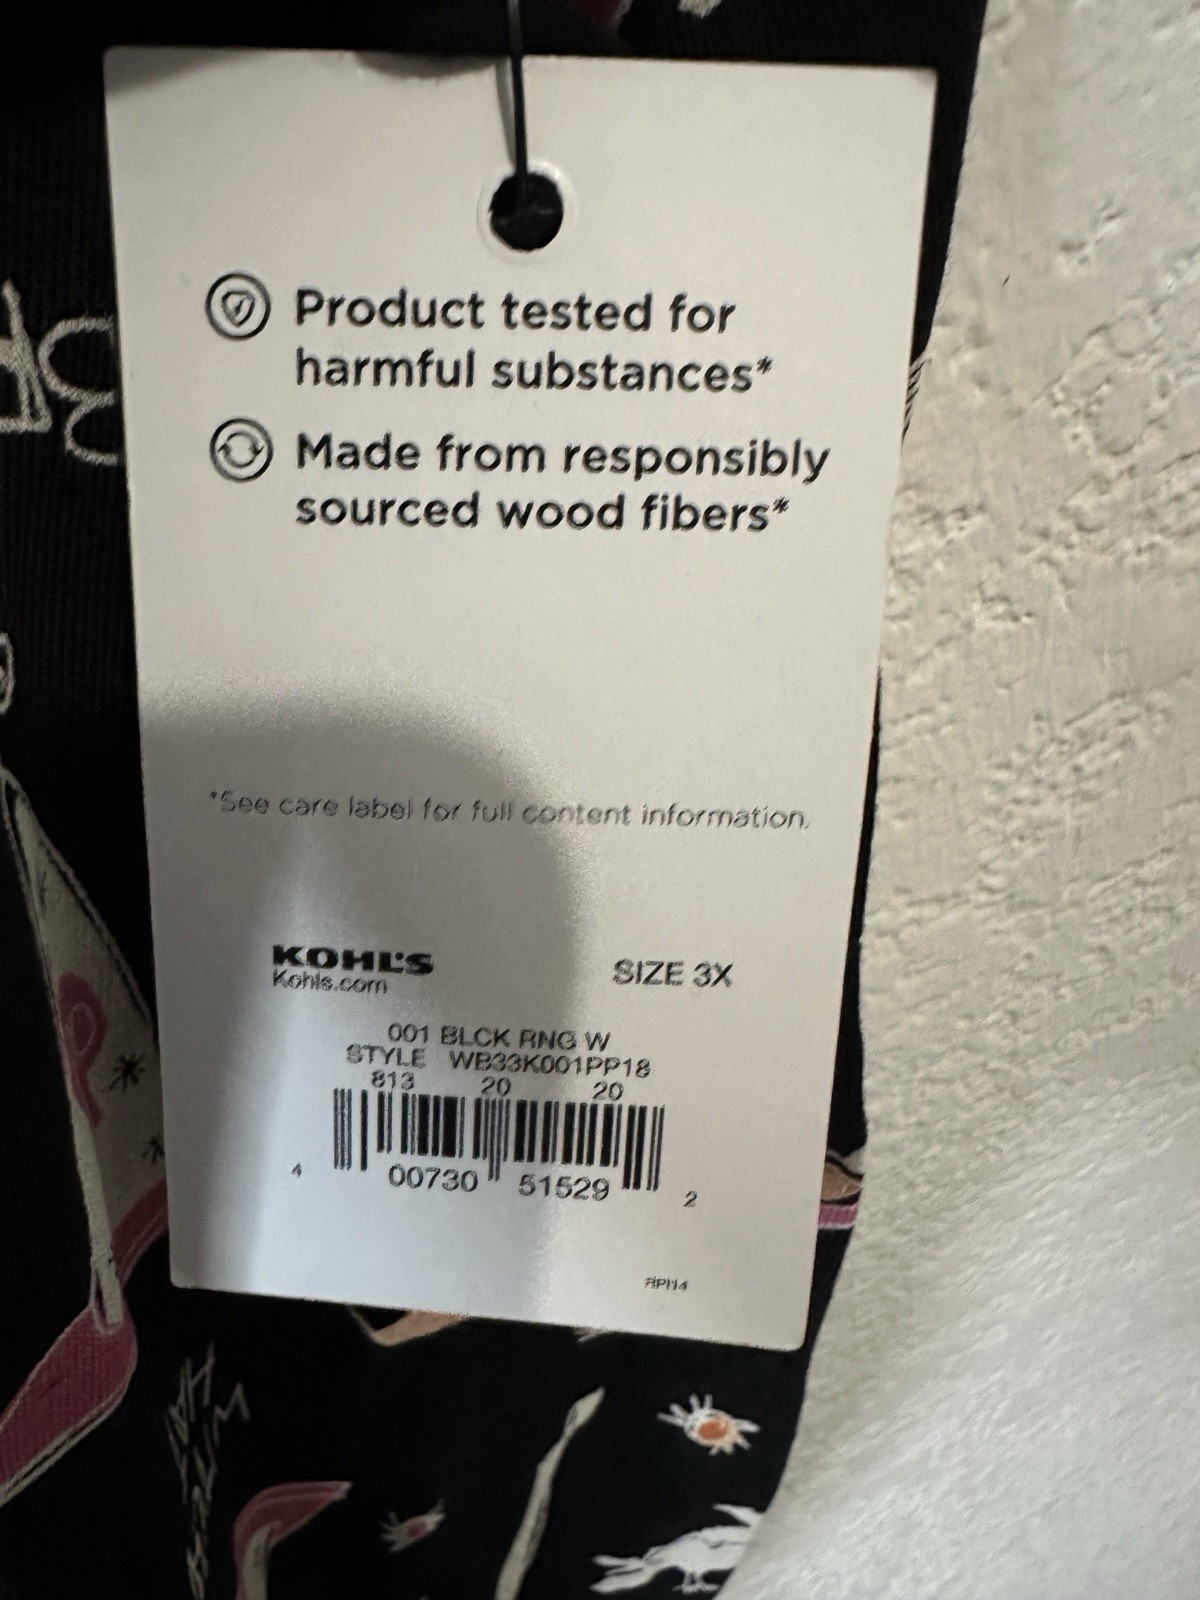 Product tested for
harmful substances*
Made from responsibly
sourced wood fibers*
*See care label for full content information.
KOHL'S
Kohls.com
SIZE 3X
001 BLCK RNG W
STYLE WB33K001PP18
813 20 20
4 00730 51529 2